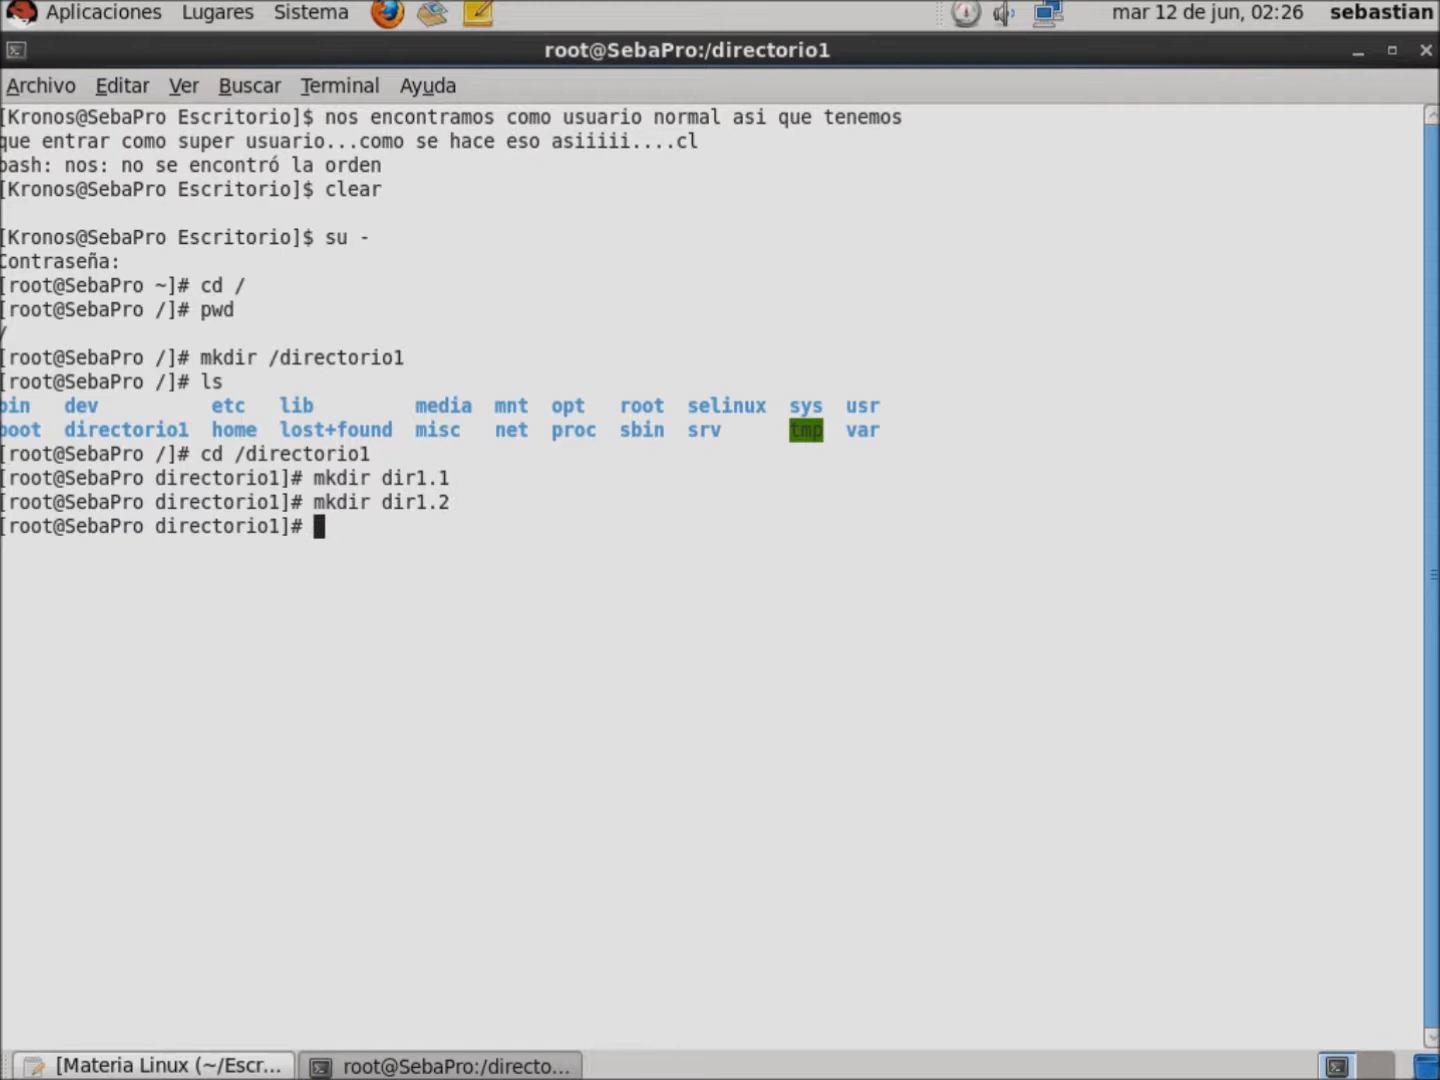 Aplicaciones Lugares Sistema mar 12 de jun, 02:26 sebastian
root@SebaPro:/directorio1
Archivo Editar Ver Buscar Terminal Ayuda
[Kronos@SebaPro Escritorio]$ nos encontramos como usuario normal asi que tenemos
que entrar como super usuario...como se hace eso asiiiii....cl
bash: nos: no se encontró la orden
[Kronos@SebaPro Escritorio]$ clear
[Kronos@SebaPro Escritorio]$ su -
Contraseña:
[root@SebaPro ~]# cd /
[root@SebaPro /]# pwd
/
[root@SebaPro /]# mkdir /directorio1
[root@SebaPro /]# ls
bin dev etc lib media mnt opt root selinux sys usr
boot directorio1 home lost+found misc net proc sbin srv tmp var
[root@SebaPro /]# cd /directorio1
[root@SebaPro directorio1]# mkdir dir1.1
[root@SebaPro directorio1]# mkdir dir1.2
[root@SebaPro directorio1]#
[Materia Linux (~/Escr... root@SebaPro:/directo...